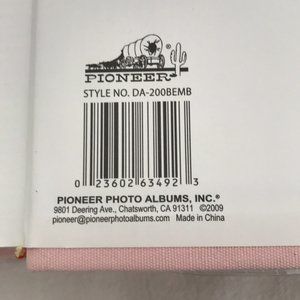 PIONEER
STYLE NO. DA-200BEMB
0 23602 63492 3
PIONEER PHOTO ALBUMS, INC.®
9801 Deering Ave., Chatsworth, CA 91311 ©2009
pioneer@pioneerphotoalbums.com Made in China